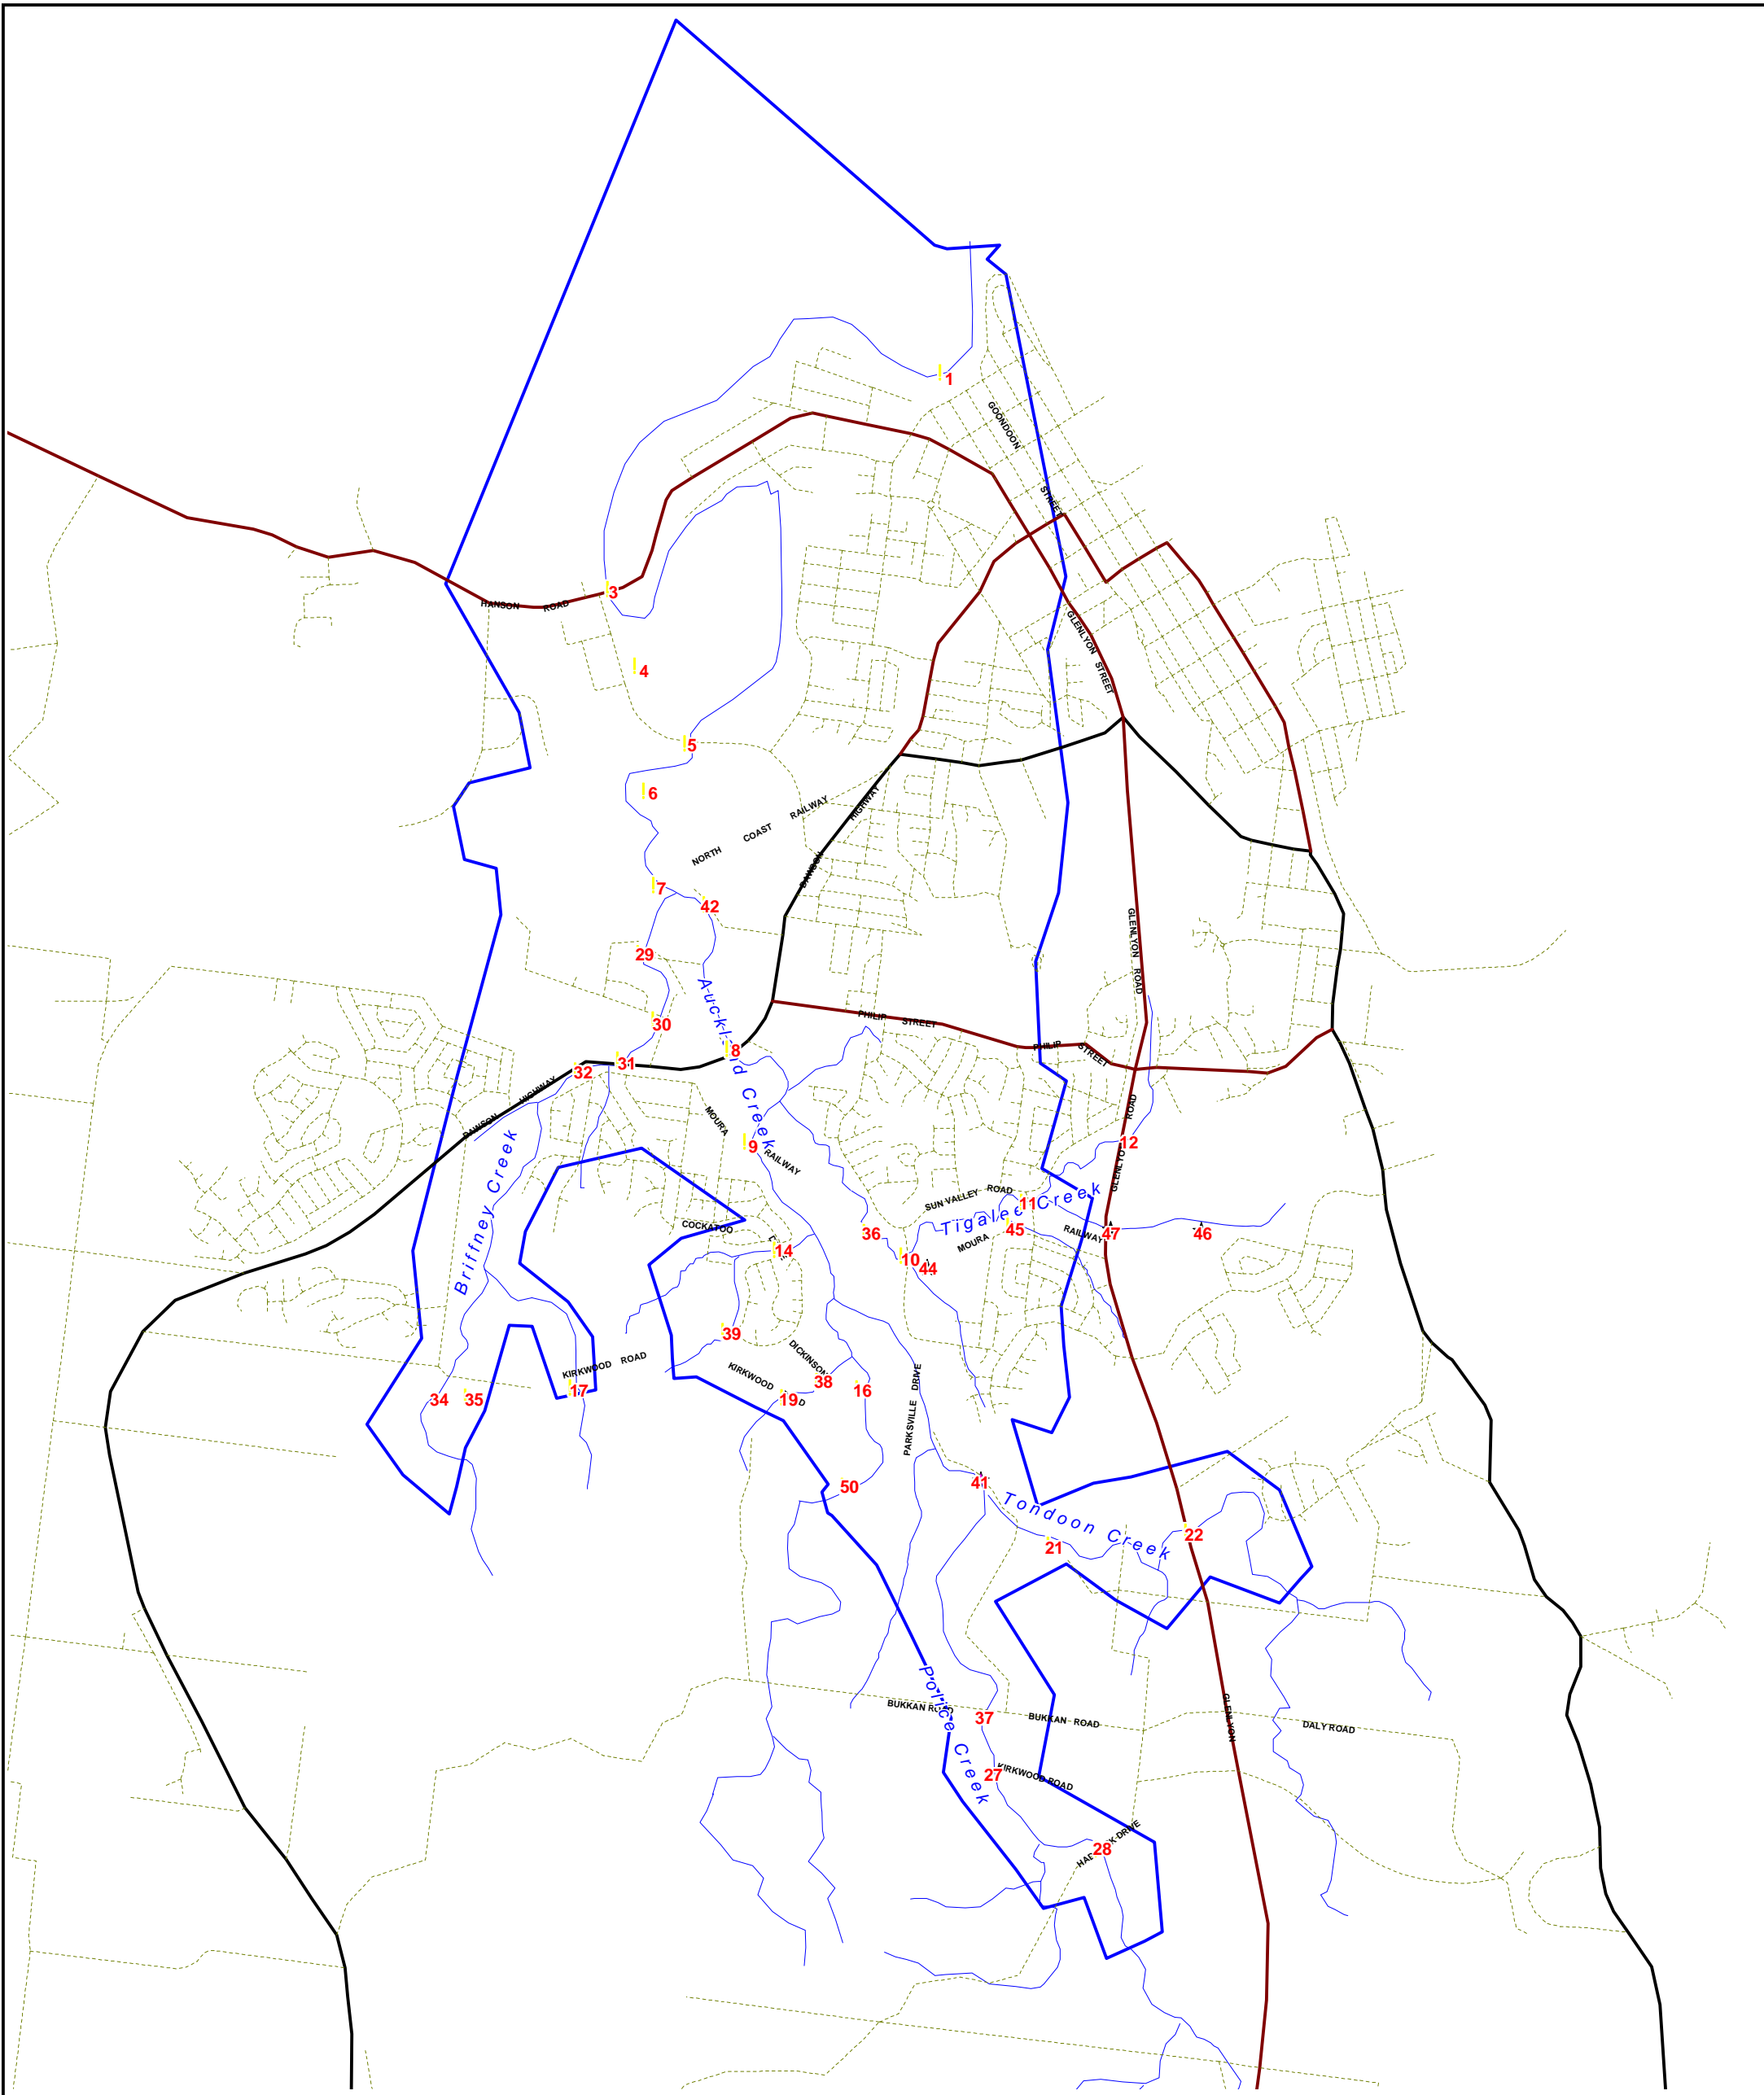 1
GOONDOON
STREET
3
HANSON ROAD
GLENLYON STREET
4
5
6
NORTH COAST RAILWAY
DAWSON HIGHWAY
7
42
29
GLENLYON ROAD
Auckl
nd Creek
30
PHILIP STREET
8
PHILIP STREET
31
32
DAWSON HIGHWAY
MOURA RAILWAY
9
12
GLENLYO
ROAD
Briffney Creek
SUN VALLEY ROAD
11
Tigalee Creek
COCKATOO
36
45
MOURA RAILWAY
47
46
14
10
44
39
DICKINSON
KIRKWOOD ROAD
KIRKWOOD
PARKSVILLE DRIVE
38
16
17
19
34
35
50
41
Tondoon Creek
22
21
Police Creek
BUKKAN
37
BUKKAN ROAD
GLENLYON
DALY ROAD
27
KIRKWOOD ROAD
28
DRIVE